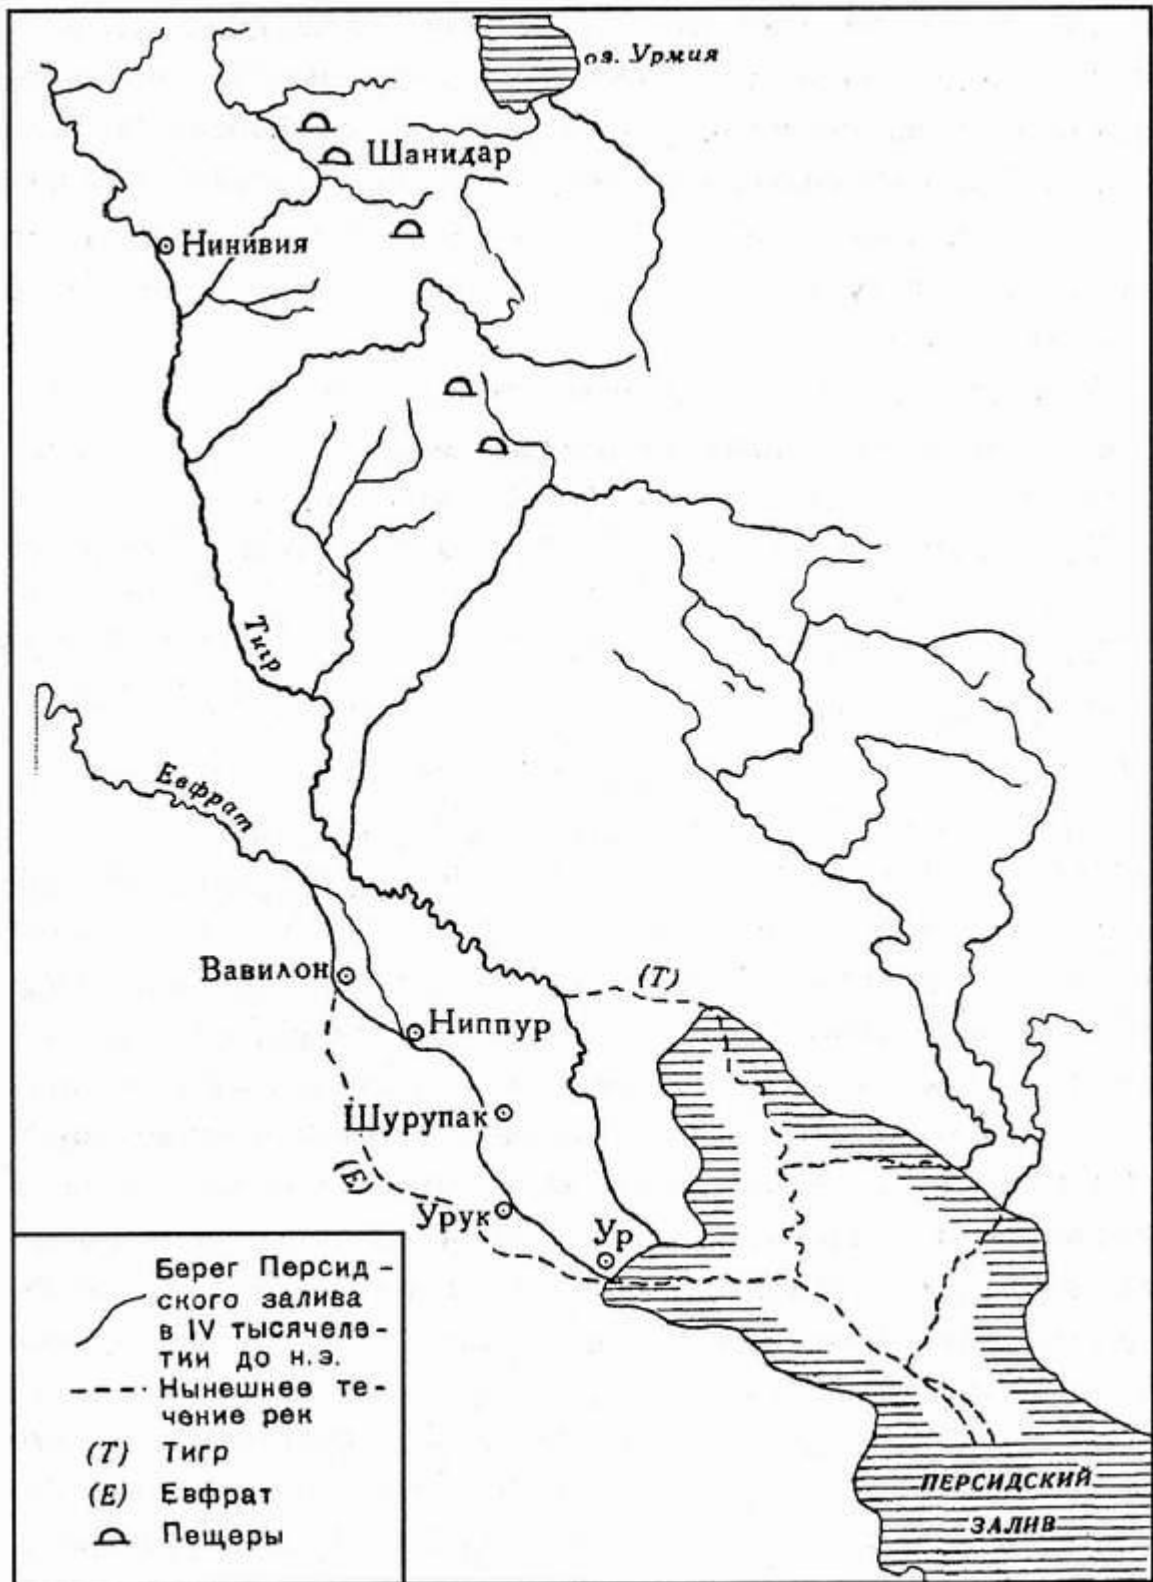 оз. Урмия
Шанидар
Нинивия
Тигр
Евфрат
Вавилон
(Т)
Ниппур
Шурупак
(Е)
Урук
Ур
Берег Персид-
ского залива
в IV тысячеле-
тии до н.э.
Нынешнее те-
чение рек
(Т) Тигр
(Е) Евфрат
Пещеры
ПЕРСИДСКИЙ
ЗАЛИВ